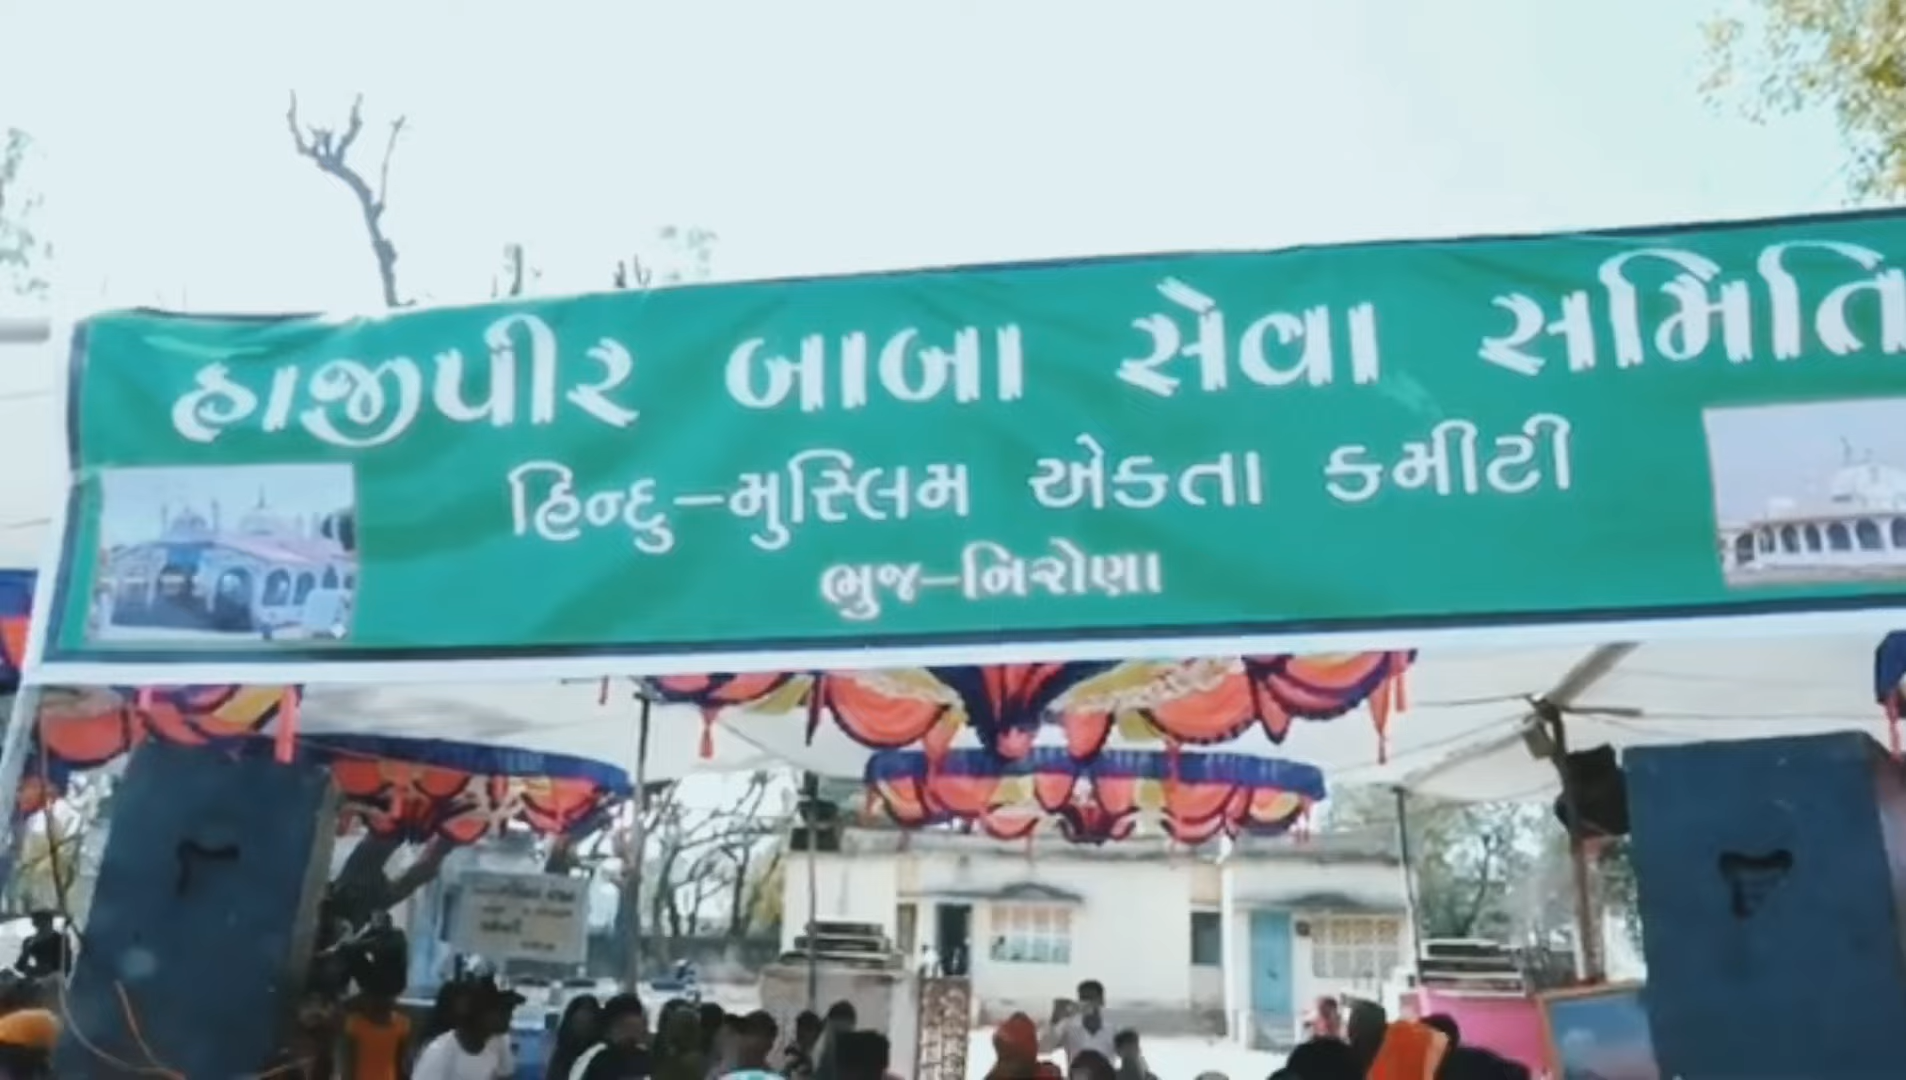 હાજીપીર બાબા સેવા સમિતિ
હિન્દુ-મુસ્લિમ એકતા કમીટી
ભુજ-નિરોણા